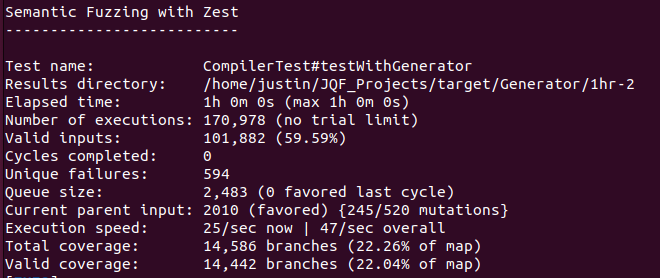 Semantic Fuzzing with Zest
--------------------------
Test name: CompilerTest#testWithGenerator
Results directory: /home/justin/JQF_Projects/target/Generator/1hr-2
Elapsed time: 1h 0m 0s (max 1h 0m 0s)
Number of executions: 170,978 (no trial limit)
Valid inputs: 101,882 (59.59%)
Cycles completed: 0
Unique failures: 594
Queue size: 2,483 (0 favored last cycle)
Current parent input: 2010 (favored) {245/520 mutations}
Execution speed: 25/sec now | 47/sec overall
Total coverage: 14,586 branches (22.26% of map)
Valid coverage: 14,442 branches (22.04% of map)